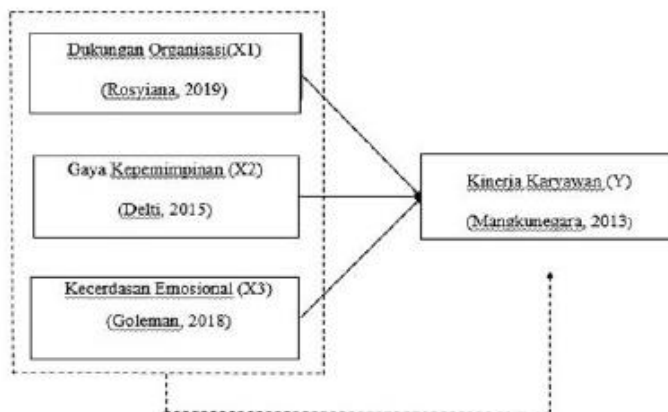 Dukungan Organisasi(X1)
(Rosyiana, 2019)
Gaya Kepemimpinan (X2)
(Delti, 2015)
Kecerdasan Emosional (X3)
(Goleman, 2018)
Kinerja Karyawan (Y)
(Mangkunegara, 2013)